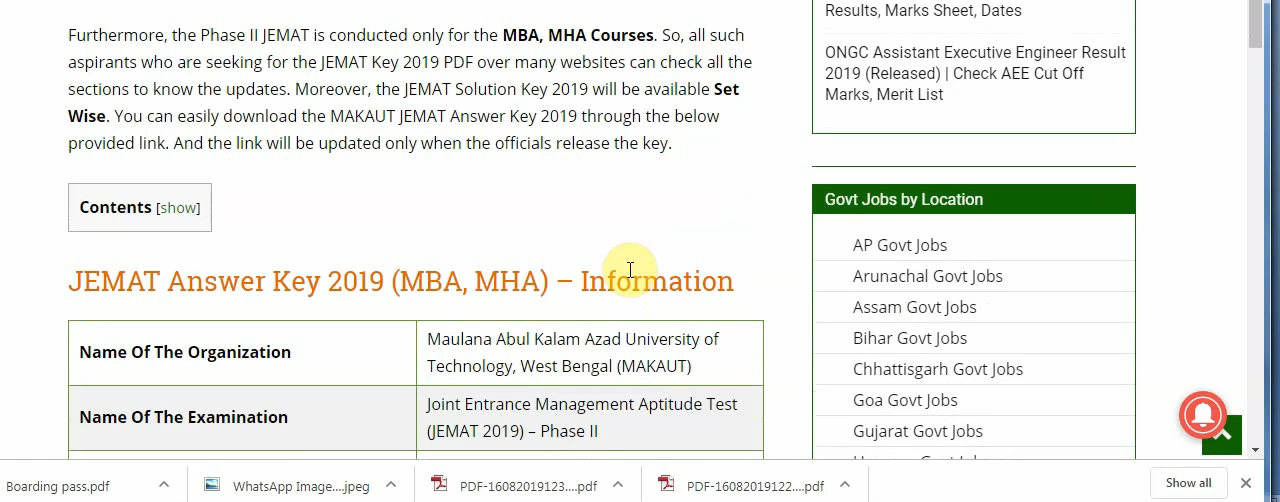 Furthermore, the Phase II JEMAT is conducted only for the MBA, MHA Courses. So, all such
aspirants who are seeking for the JEMAT Key 2019 PDF over many websites can check all the
sections to know the updates. Moreover, the JEMAT Solution Key 2019 will be available Set
Wise. You can easily download the MAKAUT JEMAT Answer Key 2019 through the below
provided link. And the link will be updated only when the officials release the key.
Contents [show]
JEMAT Answer Key 2019 (MBA, MHA) – Information
Name Of The Organization
Maulana Abul Kalam Azad University of
Technology, West Bengal (MAKAUT)
Name Of The Examination
Joint Entrance Management Aptitude Test
(JEMAT 2019) – Phase II
Results, Marks Sheet, Dates
ONGC Assistant Executive Engineer Result
2019 (Released) | Check AEE Cut Off
Marks, Merit List
Govt Jobs by Location
AP Govt Jobs
Arunachal Govt Jobs
Assam Govt Jobs
Bihar Govt Jobs
Chhattisgarh Govt Jobs
Goa Govt Jobs
Gujarat Govt Jobs
Boarding pass.pdf
WhatsApp Image....jpeg
PDF-16082019123....pdf
PDF-16082019122....pdf
Show all